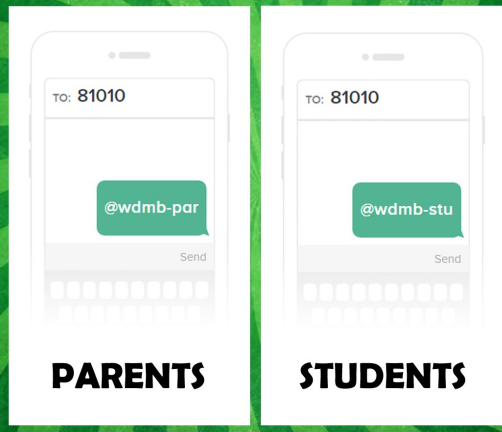 TO: 81010
@wdmb-par
Send
PARENTS
TO: 81010
@wdmb-stu
Send
STUDENTS